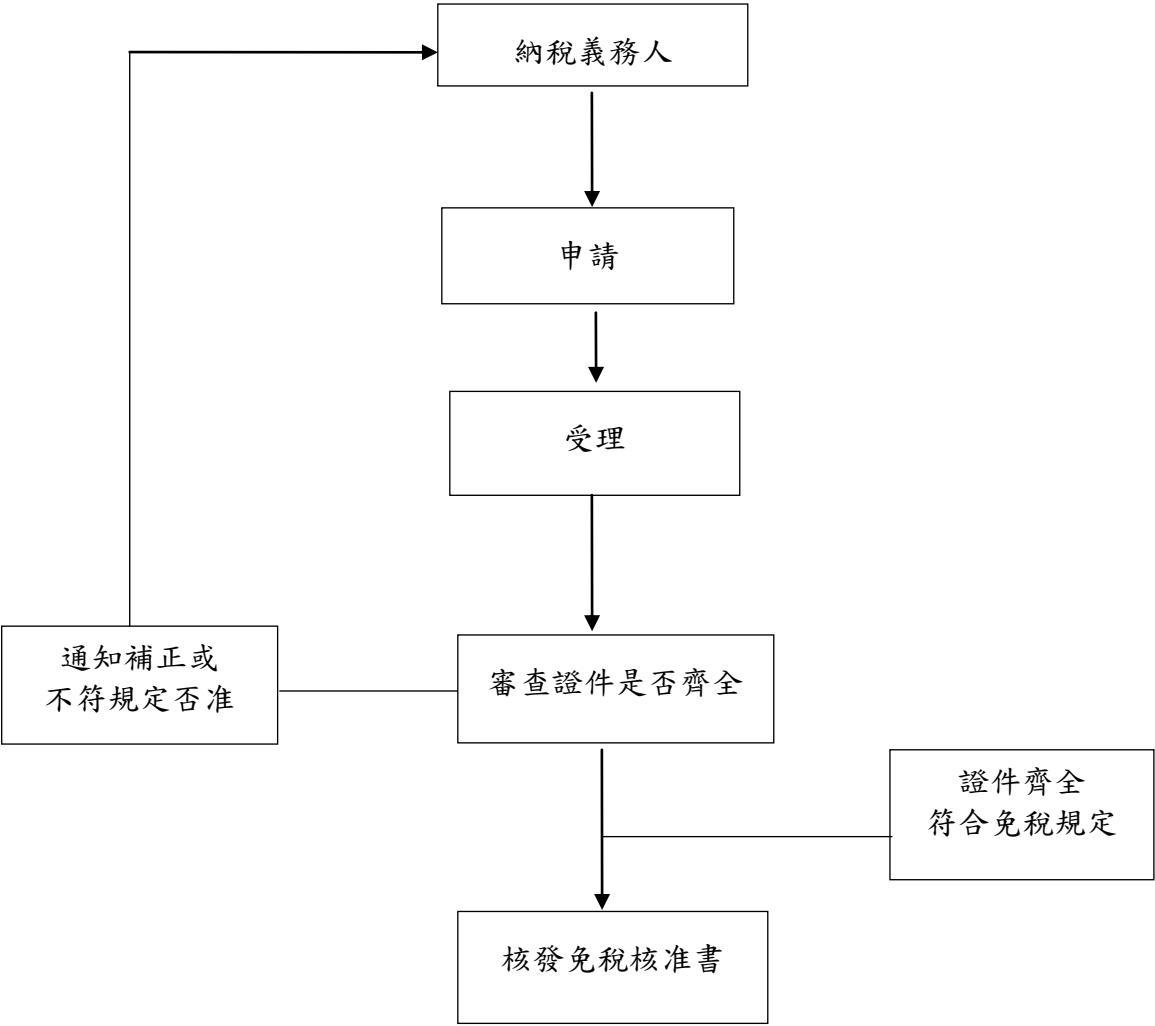 納稅義務人
申請
受理
通知補正或
不符規定否准
審查證件是否齊全
證件齊全
符合免稅規定
核發免稅核准書